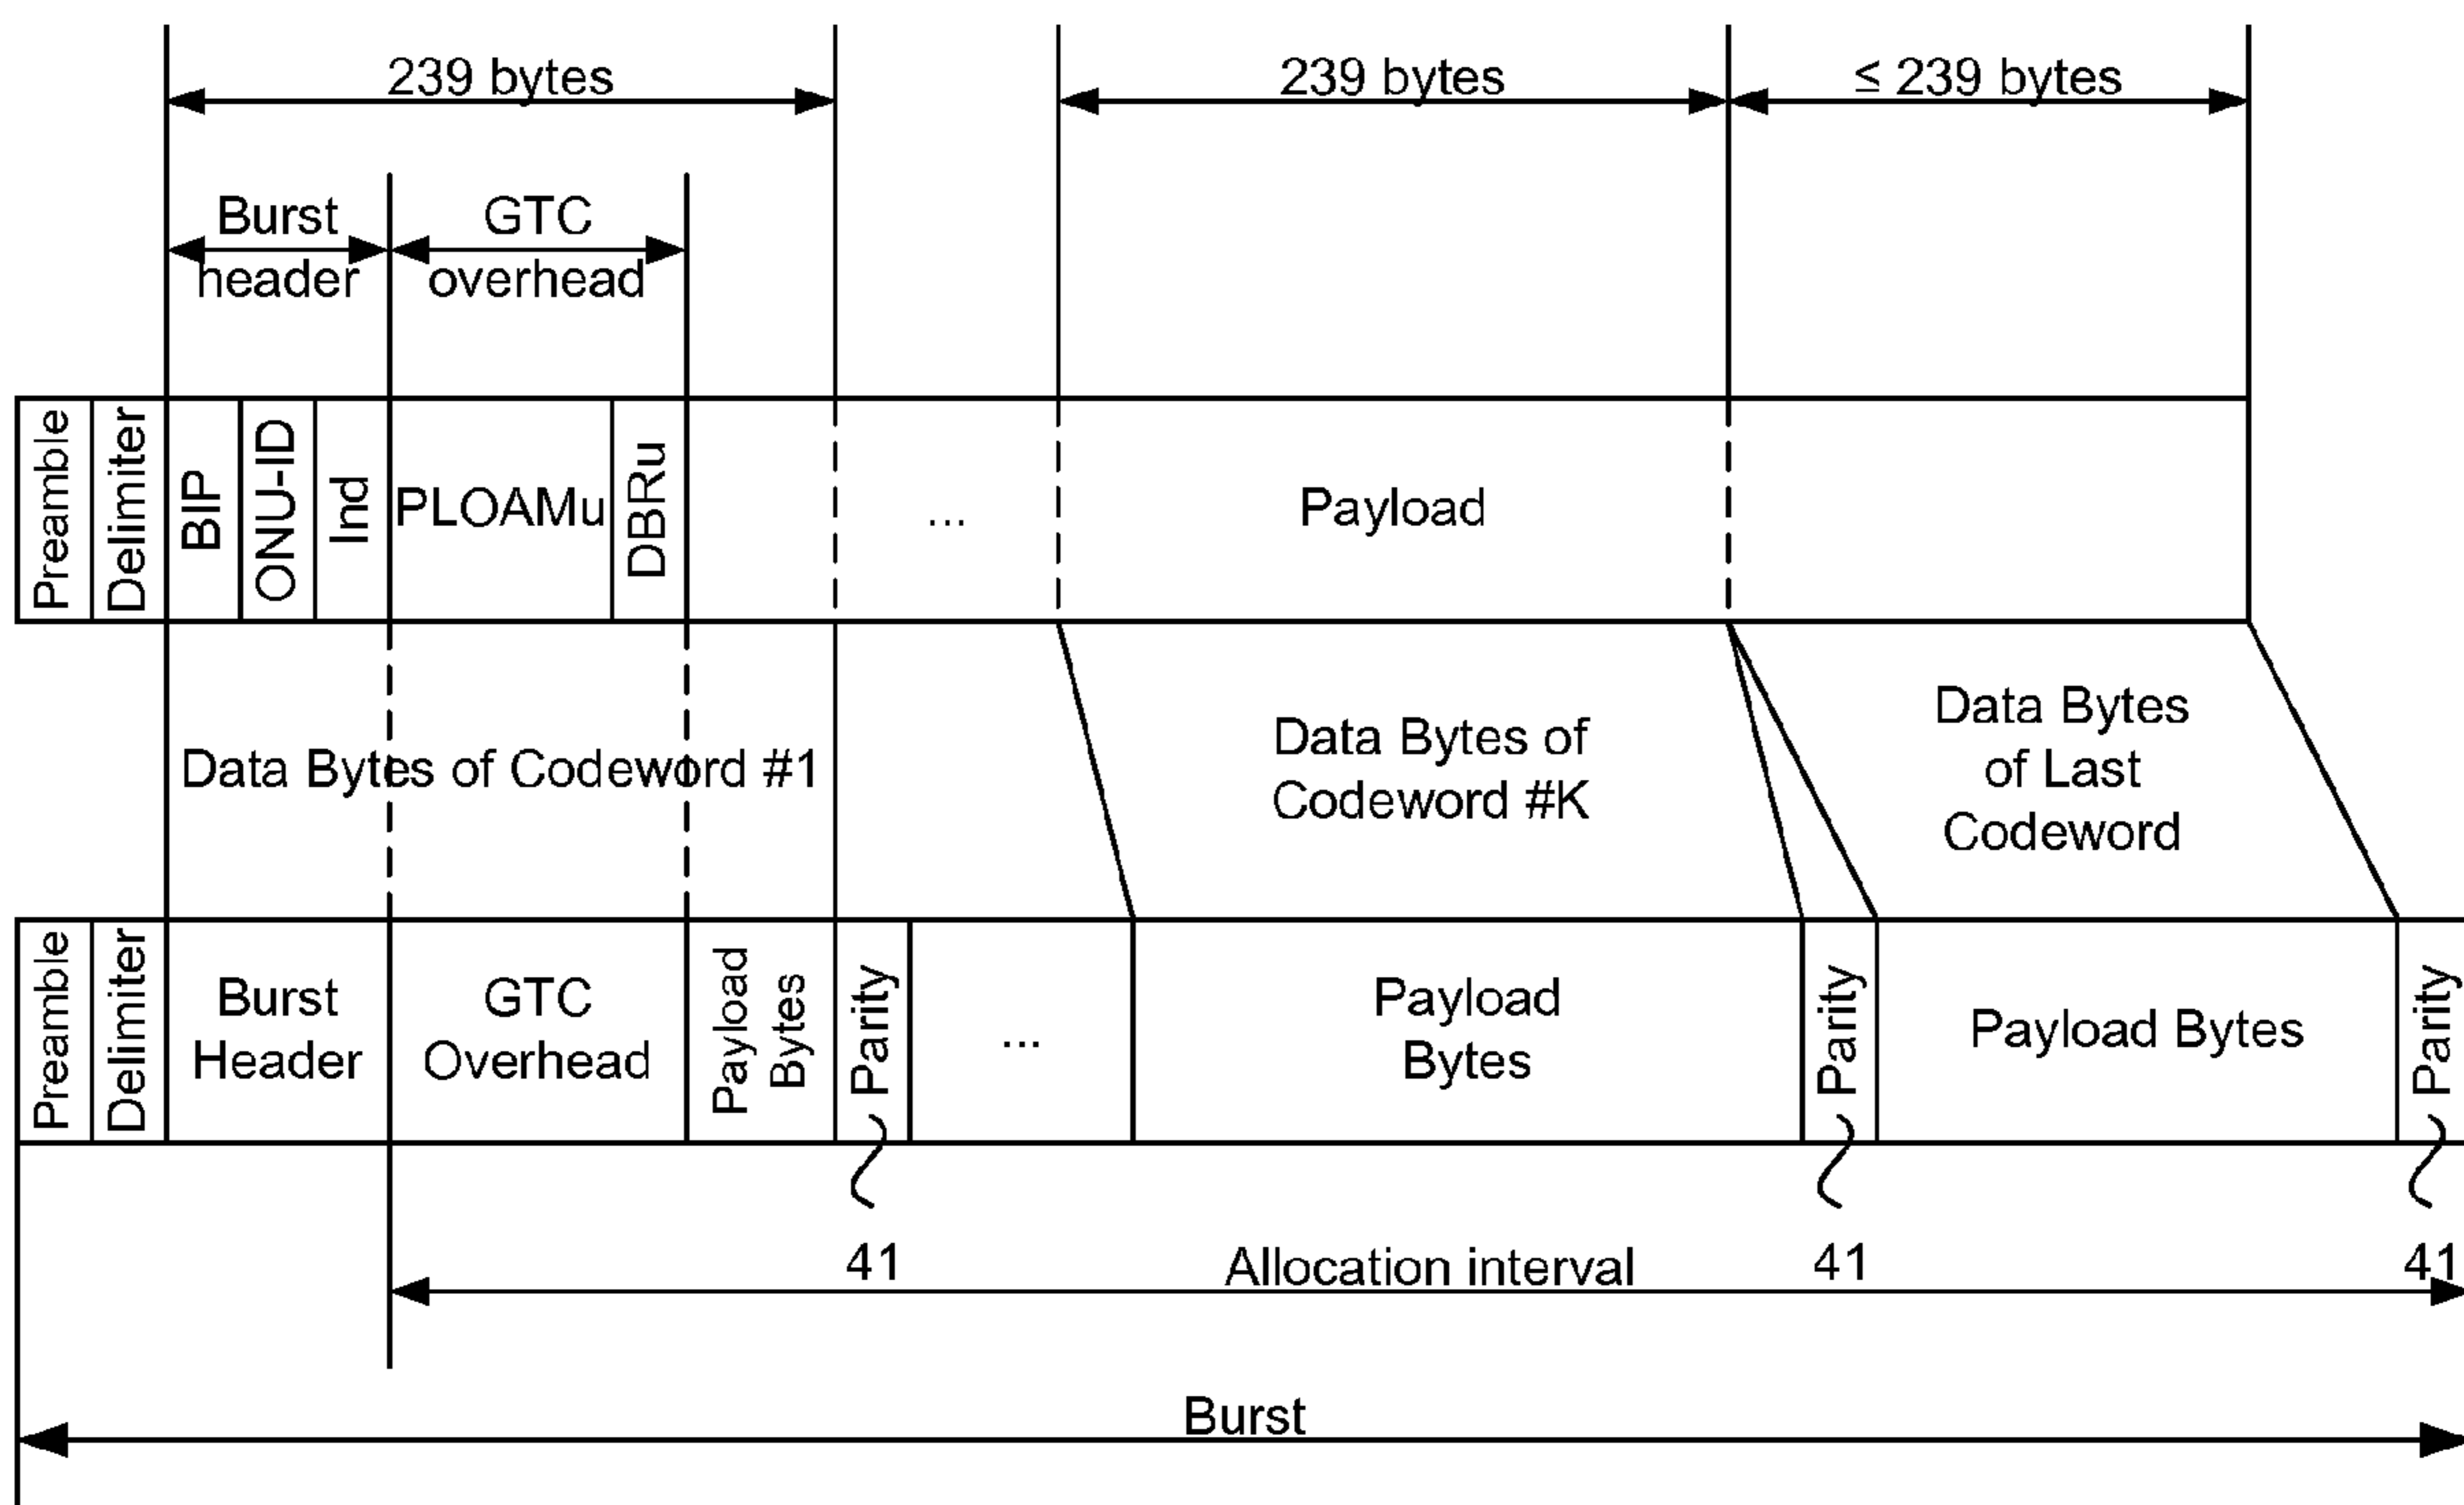 239 bytes
239 bytes
≤ 239 bytes
Burst
header
GTC
overhead
Preamble
Delimiter
BIP
ONU-ID
Ind
PLOAMu
DBRu
...
Payload
Data Bytes of Codeword #1
Data Bytes of
Codeword #K
Data Bytes
of Last
Codeword
Preamble
Delimiter
Burst
Header
GTC
Overhead
Payload
Bytes
Parity
...
Payload
Bytes
Parity
Payload Bytes
Parity
41
Allocation interval
41
41
Burst